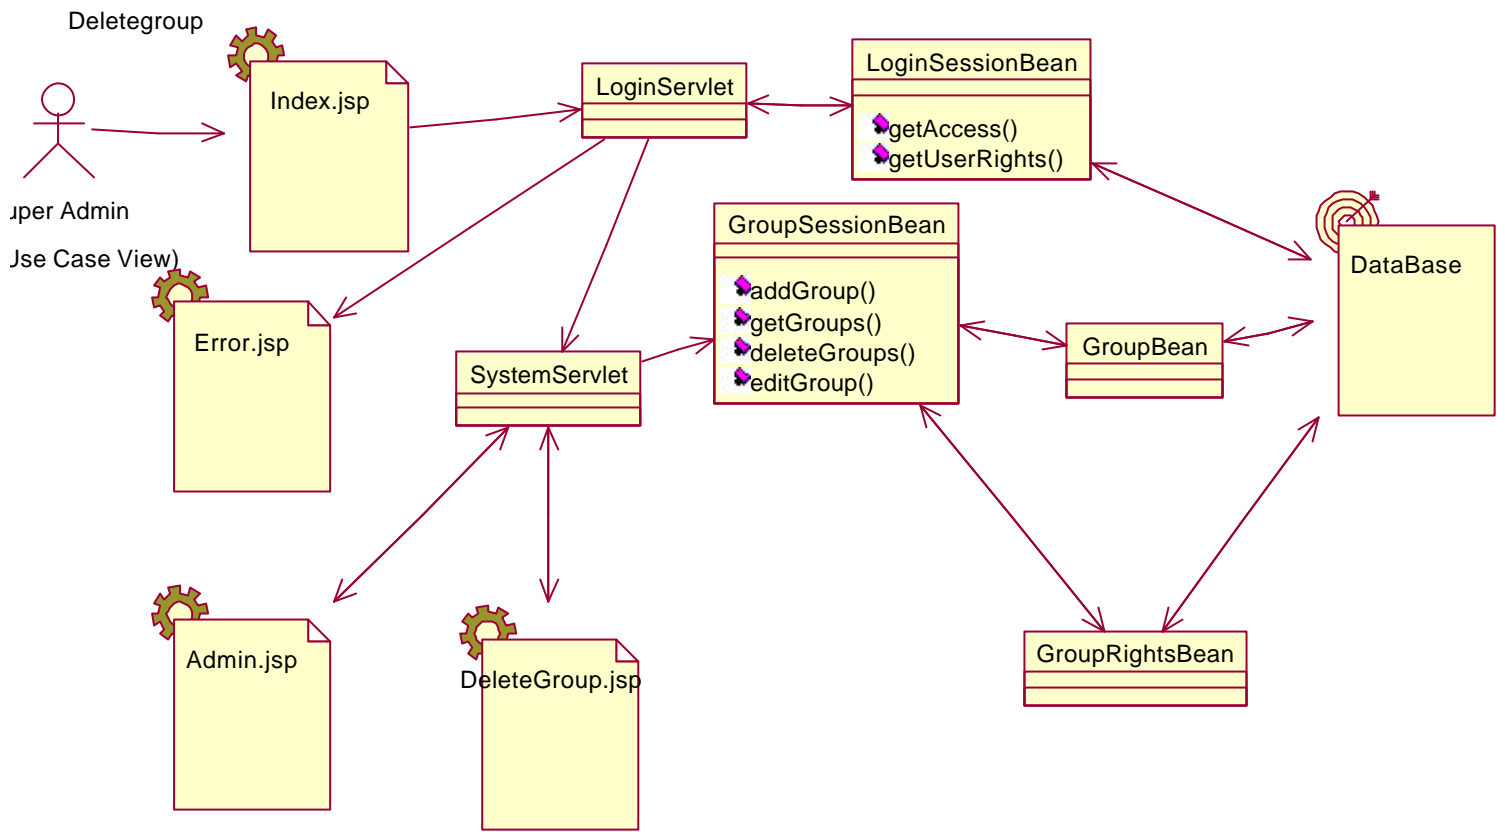 Deletegroup
Index.jsp
LoginServlet
LoginSessionBean
getAccess()
getUserRights()
uper Admin
Use Case View)
GroupSessionBean
addGroup()
getGroups()
deleteGroups()
editGroup()
DataBase
Error.jsp
SystemServlet
GroupBean
Admin.jsp
DeleteGroup.jsp
GroupRightsBean